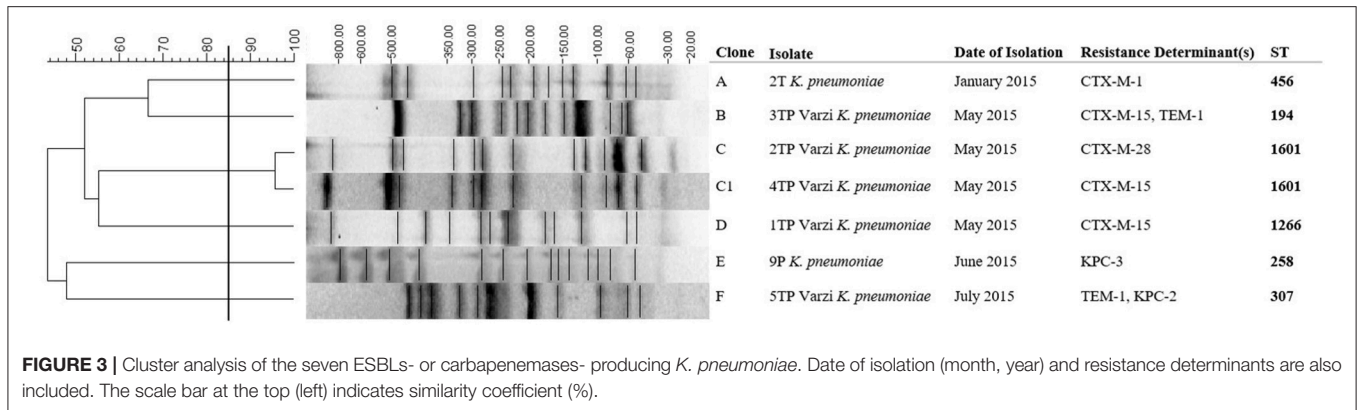 50 60 70 80 90 100 800.00 600.00 500.00 350.00 300.00 250.00 200.00 150.00 100.00 60.00 30.00 20.00
Clone Isolate Date of Isolation Resistance Determinant(s) ST
A 2T K. pneumoniae January 2015 CTX-M-1 456
B 3TP Varzi K. pneumoniae May 2015 CTX-M-15, TEM-1 194
C 2TP Varzi K. pneumoniae May 2015 CTX-M-28 1601
C1 4TP Varzi K. pneumoniae May 2015 CTX-M-15 1601
D 1TP Varzi K. pneumoniae May 2015 CTX-M-15 1266
E 9P K. pneumoniae June 2015 KPC-3 258
F 5TP Varzi K. pneumoniae July 2015 TEM-1, KPC-2 307
FIGURE 3 | Cluster analysis of the seven ESBLs- or carbapenemases- producing K. pneumoniae. Date of isolation (month, year) and resistance determinants are also
included. The scale bar at the top (left) indicates similarity coefficient (%).